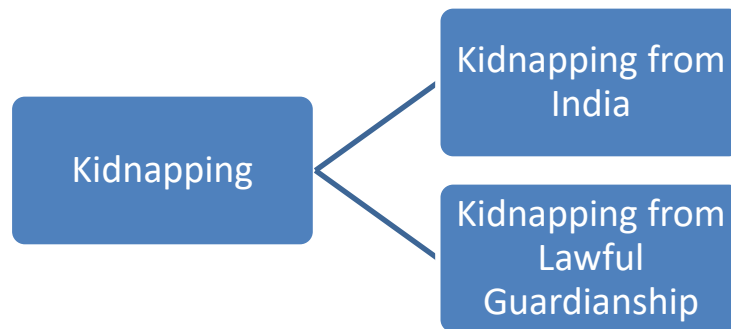 Kidnapping
Kidnapping from
India
Kidnapping from
Lawful
Guardianship